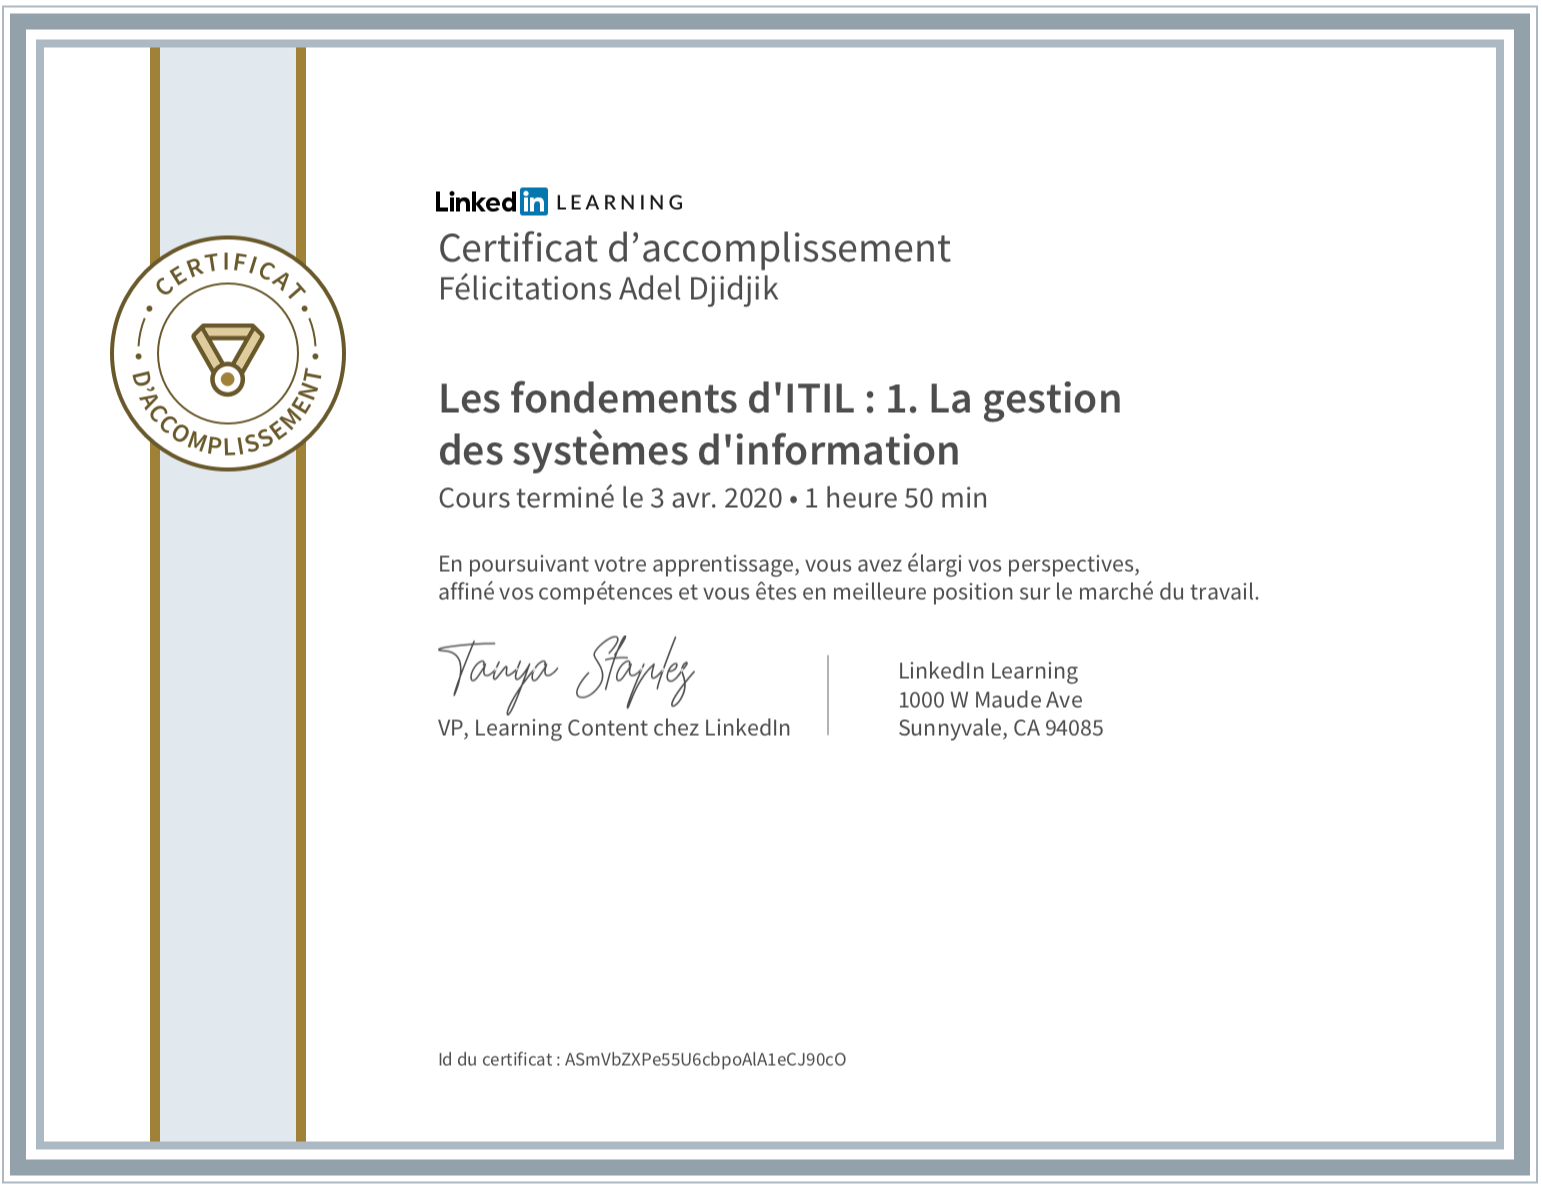 LinkedIn LEARNING
Certificat d’accomplissement
Félicitations Adel Djidjik
CERTIFICAT
D’ACCOMPLISSEMENT
Les fondements d'ITIL : 1. La gestion
des systèmes d'information
Cours terminé le 3 avr. 2020 • 1 heure 50 min
En poursuivant votre apprentissage, vous avez élargi vos perspectives,
affiné vos compétences et vous êtes en meilleure position sur le marché du travail.
Tanya Staples
VP, Learning Content chez LinkedIn
LinkedIn Learning
1000 W Maude Ave
Sunnyvale, CA 94085
Id du certificat : ASmVbZXPe55U6cbpoAlA1eCJ90cO